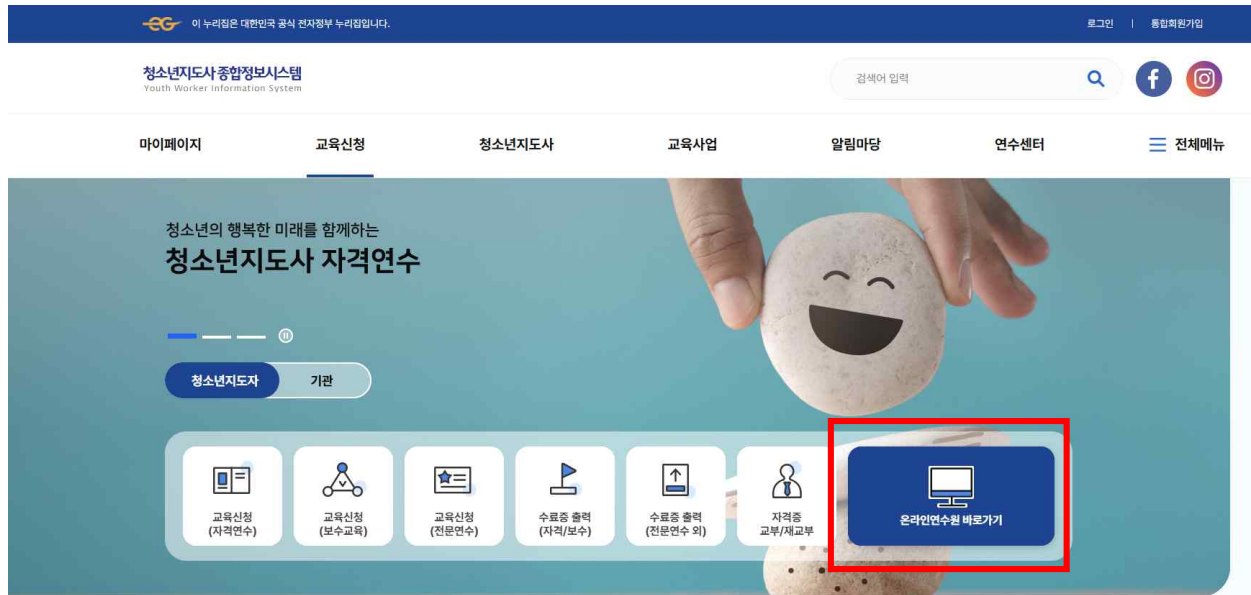 이 누리집은 대한민국 공식 전자정부 누리집입니다.
로그인 | 통합회원가입
청소년지도사 종합정보시스템
Youth Worker Information System
검색어 입력
마이페이지 교육신청 청소년지도사 교육사업 알림마당 연수센터 전체메뉴
청소년의 행복한 미래를 함께하는
청소년지도사 자격연수
청소년지도자 기관
교육신청
(자격연수)
교육신청
(보수교육)
교육신청
(전문연수)
수료증 출력
(자격/보수)
수료증 출력
(전문연수 외)
자격증
교부/재교부
온라인연수원 바로가기